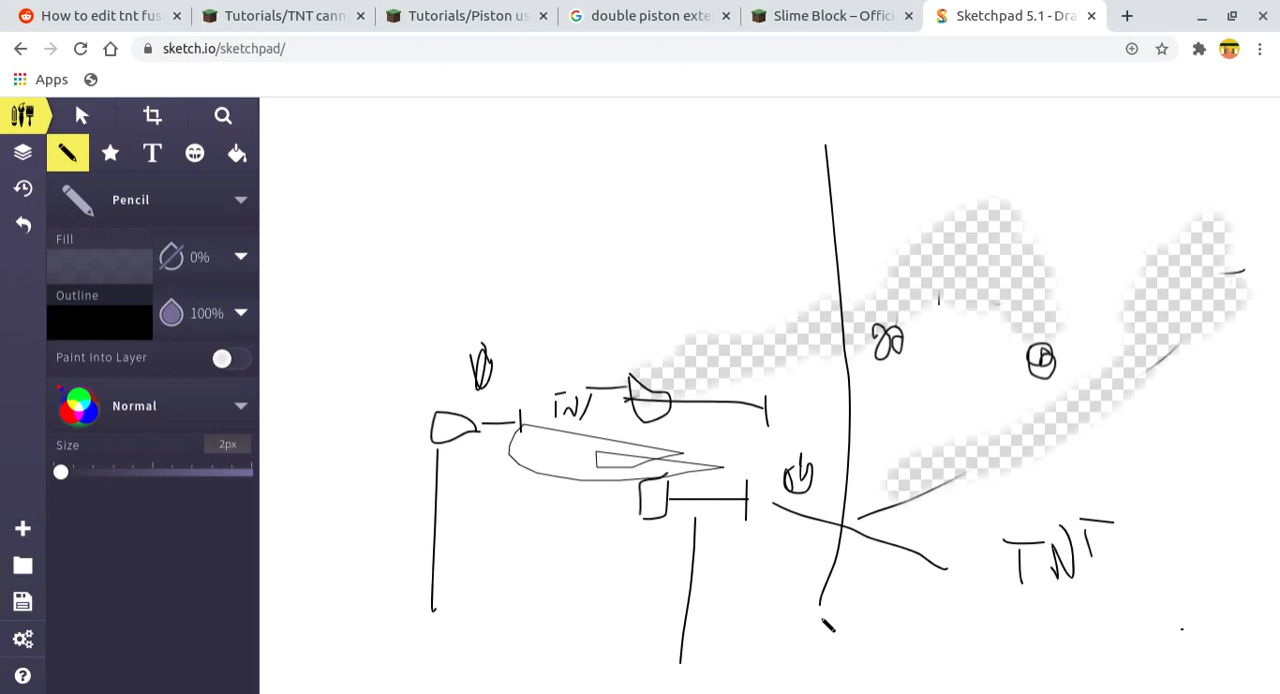 How to edit tnt fus
Tutorials/TNT cann
Tutorials/Piston us
double piston exte
Slime Block – Offici
Sketchpad 5.1 - Dra
sketch.io/sketchpad/
Apps
T
Pencil
Fill
0%
Outline
100%
Paint Into Layer
Normal
Size
2px
TNT
TNT